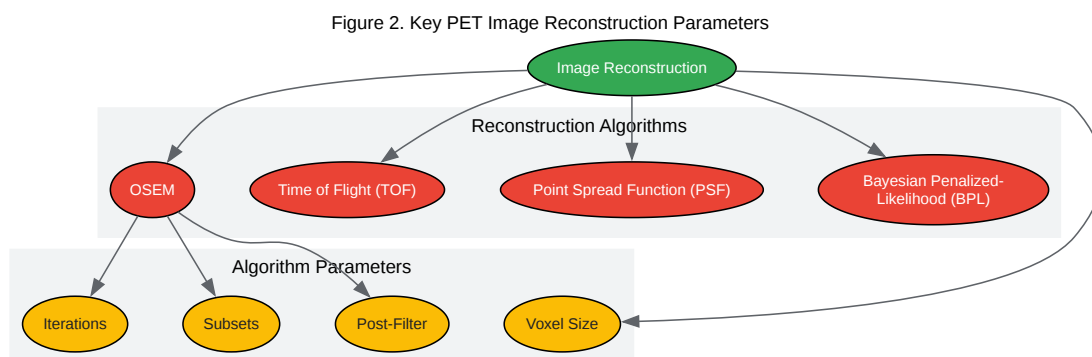 Figure 2. Key PET Image Reconstruction Parameters
Image Reconstruction
Reconstruction Algorithms
OSEM
Time of Flight (TOF)
Point Spread Function (PSF)
Bayesian Penalized-
Likelihood (BPL)
Algorithm Parameters
Iterations
Subsets
Post-Filter
Voxel Size